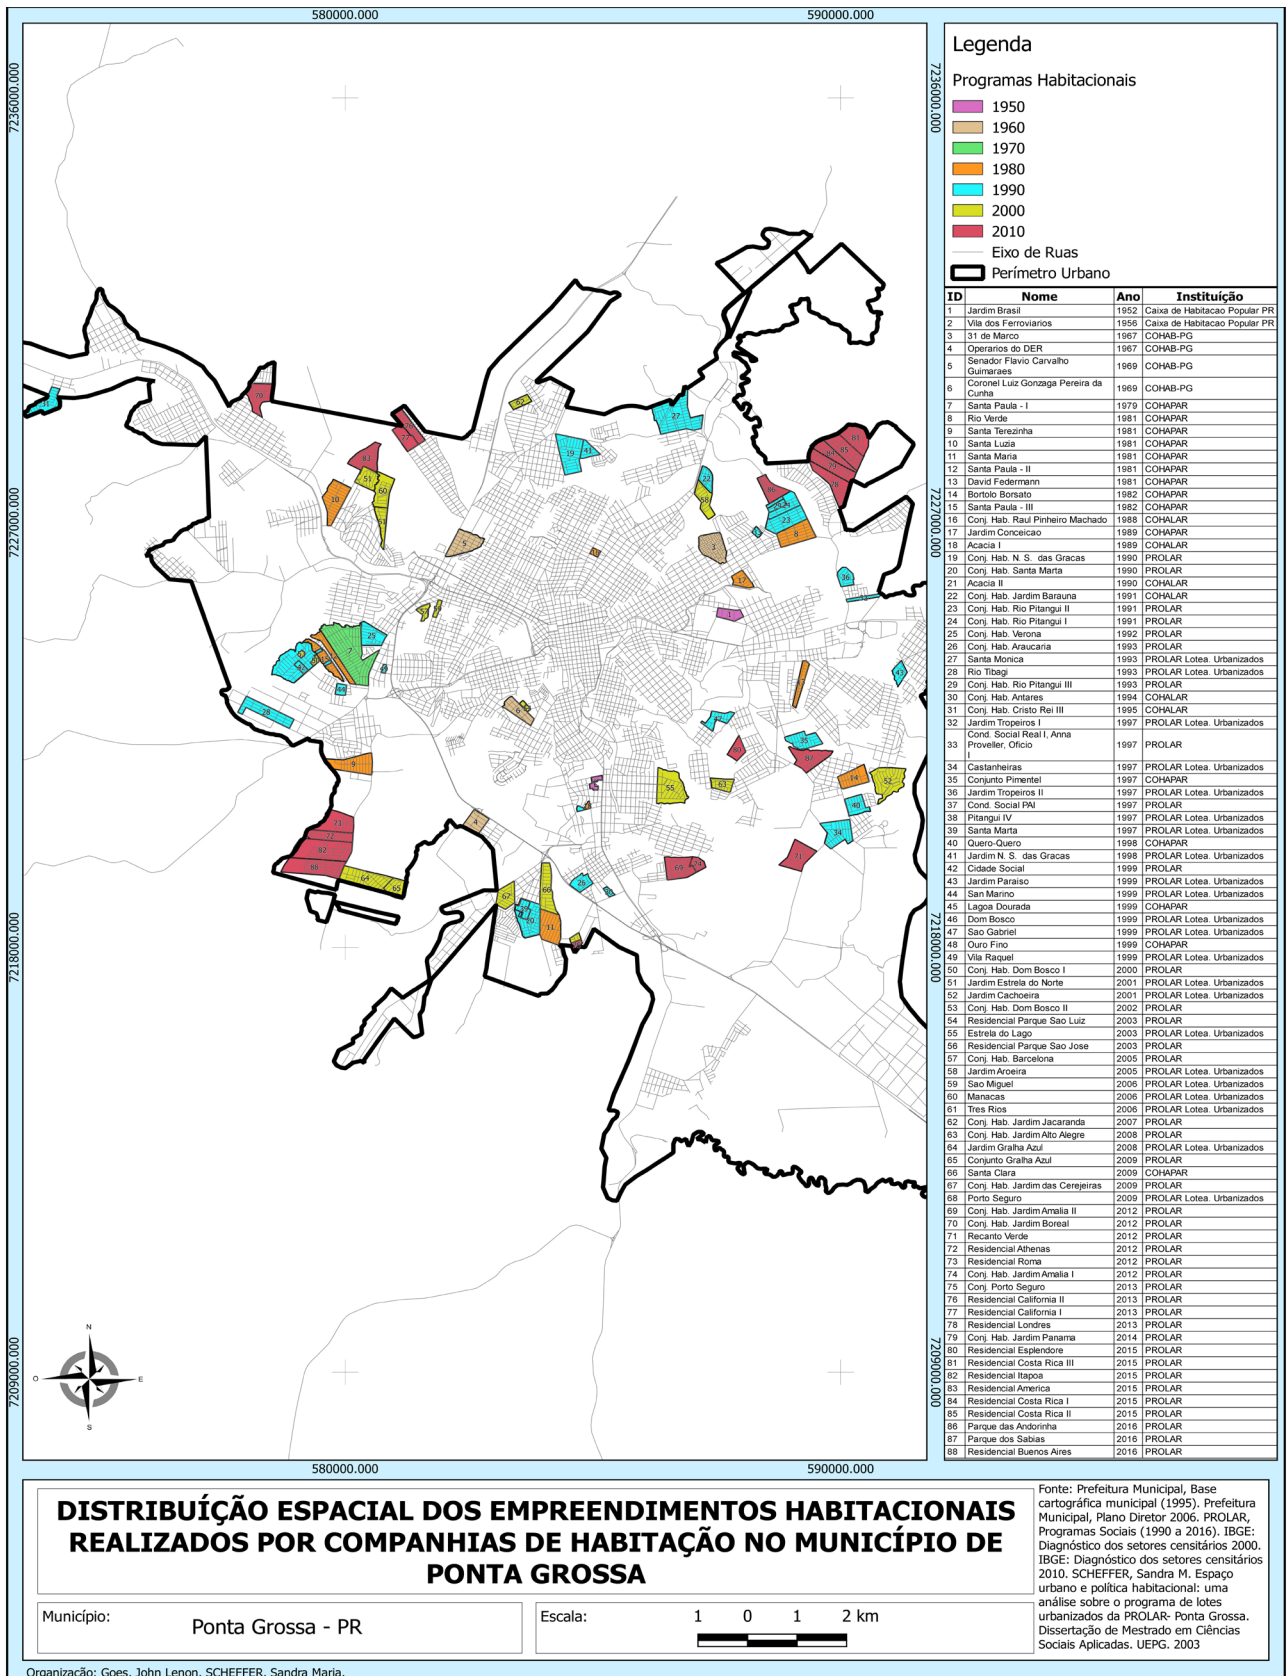 580000.000
590000.000
7236000.000
7236000.000
7227000.000
7227000.000
7218000.000
7218000.000
7209000.000
7209000.000
Legenda
Programas Habitacionais
1950
1960
1970
1980
1990
2000
2010
Eixo de Ruas
Perímetro Urbano
ID Nome Ano Instituíção
1 Jardim Brasil 1952 Caixa de Habitacao Popular PR
2 Vila dos Ferroviarios 1956 Caixa de Habitacao Popular PR
3 31 de Marco 1967 COHAB-PG
4 Operarios do DER 1967 COHAB-PG
5 Senador Flavio Carvalho
Guimaraes 1969 COHAB-PG
6 Coronel Luiz Gonzaga Pereira da
Cunha 1969 COHAB-PG
7 Santa Paula - I 1979 COHAPAR
8 Rio Verde 1981 COHAPAR
9 Santa Terezinha 1981 COHAPAR
10 Santa Luzia 1981 COHAPAR
11 Santa Maria 1981 COHAPAR
12 Santa Paula - II 1981 COHAPAR
13 David Federmann 1981 COHAPAR
14 Bortolo Borsato 1982 COHAPAR
15 Santa Paula - III 1982 COHAPAR
16 Conj. Hab. Raul Pinheiro Machado 1988 COHALAR
17 Jardim Conceicao 1989 COHAPAR
18 Acacia I 1989 COHALAR
19 Conj. Hab. N. S. das Gracas 1990 PROLAR
20 Conj. Hab. Santa Marta 1990 PROLAR
21 Acacia II 1990 COHALAR
22 Conj. Hab. Jardim Barauna 1991 COHALAR
23 Conj. Hab. Rio Pitangui II 1991 PROLAR
24 Conj. Hab. Rio Pitangui I 1991 PROLAR
25 Conj. Hab. Verona 1992 PROLAR
26 Conj. Hab. Araucaria 1993 PROLAR
27 Santa Monica 1993 PROLAR Lotea. Urbanizados
28 Rio Tibagi 1993 PROLAR Lotea. Urbanizados
29 Conj. Hab. Rio Pitangui III 1993 PROLAR
30 Conj. Hab. Antares 1994 COHALAR
31 Conj. Hab. Cristo Rei III 1995 COHALAR
32 Jardim Tropeiros I 1997 PROLAR Lotea. Urbanizados
33 Cond. Social Real I, Anna
Proveller, Oficio
I 1997 PROLAR
34 Castanheiras 1997 PROLAR Lotea. Urbanizados
35 Conjunto Pimentel 1997 COHAPAR
36 Jardim Tropeiros II 1997 PROLAR Lotea. Urbanizados
37 Cond. Social PAI 1997 PROLAR
38 Pitangui IV 1997 PROLAR Lotea. Urbanizados
39 Santa Marta 1997 PROLAR Lotea. Urbanizados
40 Quero-Quero 1998 COHAPAR
41 Jardim N. S. das Gracas 1998 PROLAR Lotea. Urbanizados
42 Cidade Social 1999 PROLAR
43 Jardim Paraiso 1999 PROLAR Lotea. Urbanizados
44 San Marino 1999 PROLAR Lotea. Urbanizados
45 Lagoa Dourada 1999 COHAPAR
46 Dom Bosco 1999 PROLAR Lotea. Urbanizados
47 Sao Gabriel 1999 PROLAR Lotea. Urbanizados
48 Ouro Fino 1999 COHAPAR
49 Vila Raquel 1999 PROLAR Lotea. Urbanizados
50 Conj. Hab. Dom Bosco I 2000 PROLAR
51 Jardim Estrela do Norte 2001 PROLAR Lotea. Urbanizados
52 Jardim Cachoeira 2001 PROLAR Lotea. Urbanizados
53 Conj. Hab. Dom Bosco II 2002 PROLAR
54 Residencial Parque Sao Luiz 2003 PROLAR
55 Estrela do Lago 2003 PROLAR Lotea. Urbanizados
56 Residencial Parque Sao Jose 2003 PROLAR
57 Conj. Hab. Barcelona 2005 PROLAR
58 Jardim Aroeira 2005 PROLAR Lotea. Urbanizados
59 Sao Miguel 2006 PROLAR Lotea. Urbanizados
60 Manacas 2006 PROLAR Lotea. Urbanizados
61 Tres Rios 2006 PROLAR Lotea. Urbanizados
62 Conj. Hab. Jardim Jacaranda 2007 PROLAR
63 Conj. Hab. Jardim Alto Alegre 2008 PROLAR
64 Jardim Gralha Azul 2008 PROLAR Lotea. Urbanizados
65 Conjunto Gralha Azul 2009 PROLAR
66 Santa Clara 2009 COHAPAR
67 Conj. Hab. Jardim das Cerejeiras 2009 PROLAR
68 Porto Seguro 2009 PROLAR Lotea. Urbanizados
69 Conj. Hab. Jardim Amalia II 2012 PROLAR
70 Conj. Hab. Jardim Boreal 2012 PROLAR
71 Recanto Verde 2012 PROLAR
72 Residencial Athenas 2012 PROLAR
73 Residencial Roma 2012 PROLAR
74 Conj. Hab. Jardim Amalia I 2012 PROLAR
75 Conj. Porto Seguro 2013 PROLAR
76 Residencial California II 2013 PROLAR
77 Residencial California I 2013 PROLAR
78 Residencial Londres 2013 PROLAR
79 Conj. Hab. Jardim Panama 2014 PROLAR
80 Residencial Esplendore 2015 PROLAR
81 Residencial Costa Rica III 2015 PROLAR
82 Residencial Itapoa 2015 PROLAR
83 Residencial America 2015 PROLAR
84 Residencial Costa Rica I 2015 PROLAR
85 Residencial Costa Rica II 2015 PROLAR
86 Parque das Andorinha 2016 PROLAR
87 Parque dos Sabias 2016 PROLAR
88 Residencial Buenos Aires 2016 PROLAR
N
O
E
S
580000.000
590000.000
DISTRIBUÍÇÃO ESPACIAL DOS EMPREENDIMENTOS HABITACIONAIS
REALIZADOS POR COMPANHIAS DE HABITAÇÃO NO MUNICÍPIO DE
PONTA GROSSA
Município:
Ponta Grossa - PR
Escala:
1 0 1 2 km
Fonte: Prefeitura Municipal, Base
cartográfica municipal (1995). Prefeitura
Municipal, Plano Diretor 2006. PROLAR,
Programas Sociais (1990 a 2016). IBGE:
Diagnóstico dos setores censitários 2000.
IBGE: Diagnóstico dos setores censitários
2010. SCHEFFER, Sandra M. Espaço
urbano e política habitacional: uma
análise sobre o programa de lotes
urbanizados da PROLAR- Ponta Grossa.
Dissertação de Mestrado em Ciências
Sociais Aplicadas. UEPG. 2003
Organização: Goes, John Lenon. SCHEFFER, Sandra Maria.